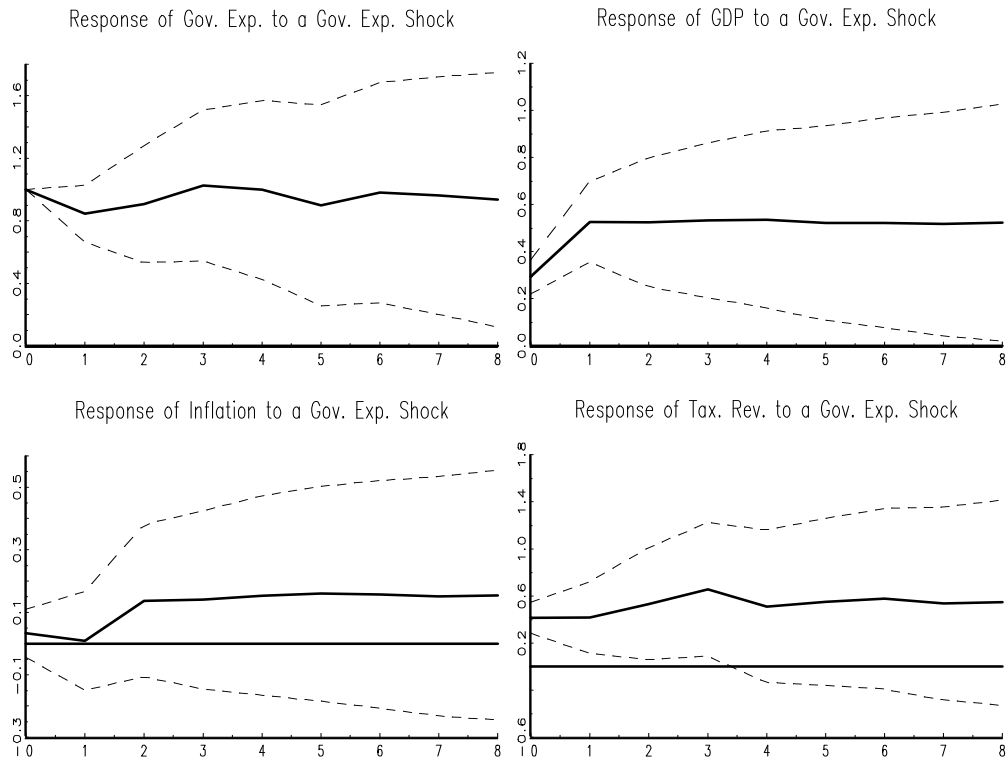 Response of Gov. Exp. to a Gov. Exp. Shock
1.6
1.2
0.8
0.4
0.0
0 1 2 3 4 5 6 7 8
Response of GDP to a Gov. Exp. Shock
1.2
1.0
0.8
0.6
0.4
0.2
0.0
0 1 2 3 4 5 6 7 8
Response of Inflation to a Gov. Exp. Shock
0.5
0.3
0.1
-0.1
-0.3
0 1 2 3 4 5 6 7 8
Response of Tax. Rev. to a Gov. Exp. Shock
1.8
1.4
1.0
0.6
0.2
-0.6
0 1 2 3 4 5 6 7 8